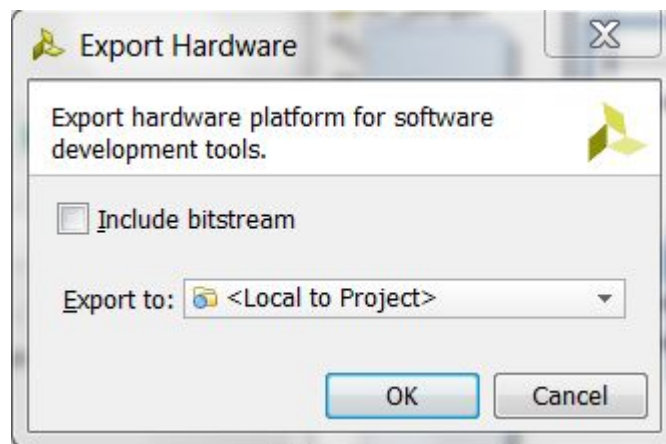 Export Hardware
Export hardware platform for software
development tools.
Include bitstream
Export to: <Local to Project>
OK Cancel